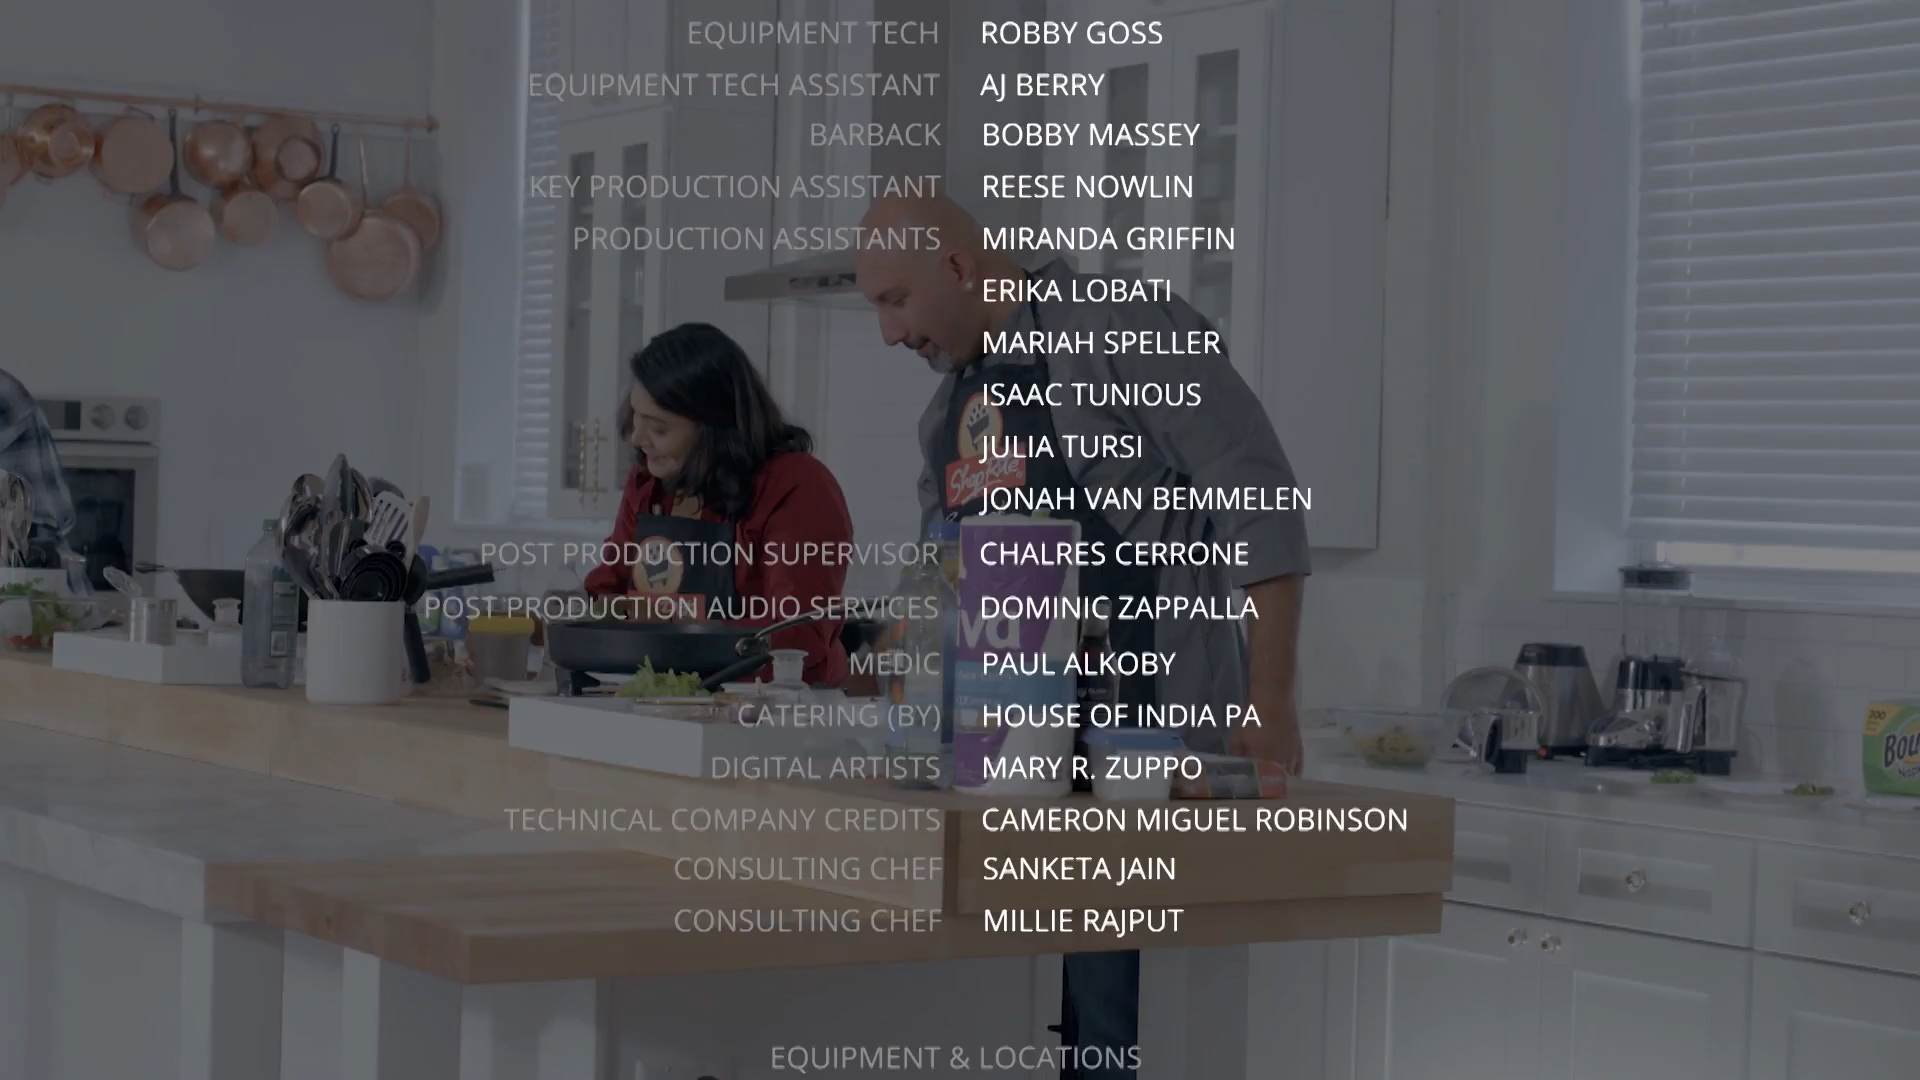 EQUIPMENT TECH ROBBY GOSS
EQUIPMENT TECH ASSISTANT AJ BERRY
BARBACK BOBBY MASSEY
KEY PRODUCTION ASSISTANT REESE NOWLIN
PRODUCTION ASSISTANTS MIRANDA GRIFFIN
ERIKA LOBATI
MARIAH SPELLER
ISAAC TUNIOUS
JULIA TURSI
ShopRite
JONAH VAN BEMMELEN
POST PRODUCTION SUPERVISOR CHALRES CERRONE
POST PRODUCTION AUDIO SERVICES DOMINIC ZAPPALLA
MEDIC PAUL ALKOBY
CATERING (BY) HOUSE OF INDIA PA
DIGITAL ARTISTS MARY R. ZUPPO
TECHNICAL COMPANY CREDITS CAMERON MIGUEL ROBINSON
CONSULTING CHEF SANKETA JAIN
CONSULTING CHEF MILLIE RAJPUT
EQUIPMENT & LOCATIONS
200